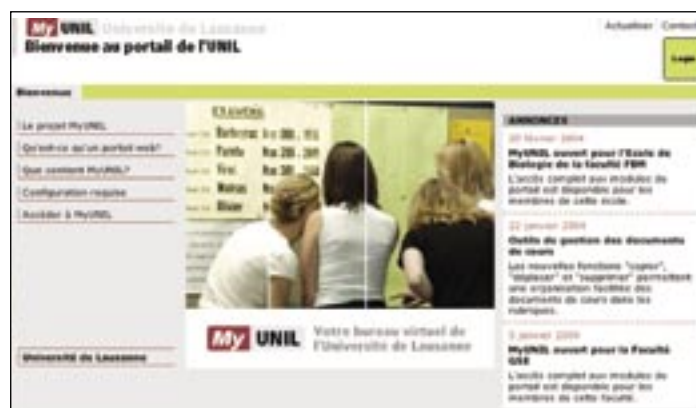 My UNIL Université de Lausanne
Bienvenue au portail de l'UNIL
Actualiser Contact
Login
Bienvenue
Le projet MyUNIL
Qu'est-ce qu'un portail web?
Que contient MyUNIL?
Configuration requise
Accéder à MyUNIL
Université de Lausanne
EXAMENS
My UNIL
Votre bureau virtuel de
l'Université de Lausanne
ANNONCES
20 février 2004
MyUNIL ouvert pour l'Ecole de
Biologie de la faculté FBM
L'accès complet aux modules du
portail est disponible pour les
membres de cette école.
22 janvier 2004
Outils de gestion des documents
de cours
Les nouvelles fonctions "copier",
"déplacer" et "supprimer" permettent
une organisation facilitée des
documents de cours dans les
rubriques.
5 janvier 2004
MyUNIL ouvert pour la Faculté
GSE
L'accès complet aux modules du
portail est disponible pour les
membres de cette faculté.